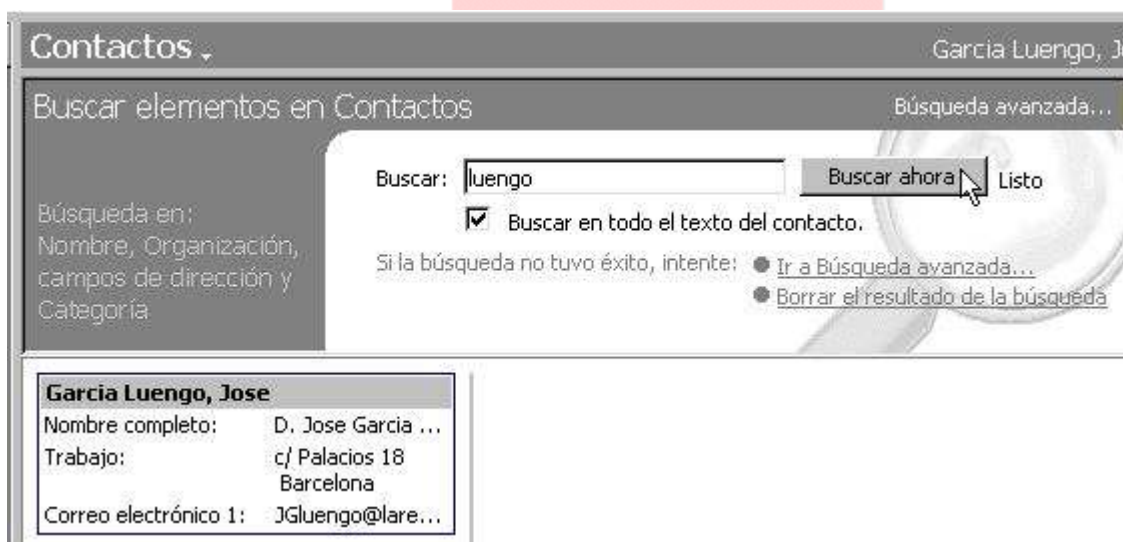 Contactos
Garcia Luengo, J
Buscar elementos en Contactos
Búsqueda avanzada...
Buscar: luengo
Buscar ahora
Listo
Buscar en todo el texto del contacto.
Búsqueda en:
Nombre, Organización,
campos de dirección y
Categoría
Si la búsqueda no tuvo éxito, intente:
Ir a Búsqueda avanzada...
Borrar el resultado de la búsqueda
Garcia Luengo, Jose
Nombre completo: D. Jose Garcia ...
Trabajo: c/ Palacios 18
Barcelona
Correo electrónico 1: JGluengo@lare...